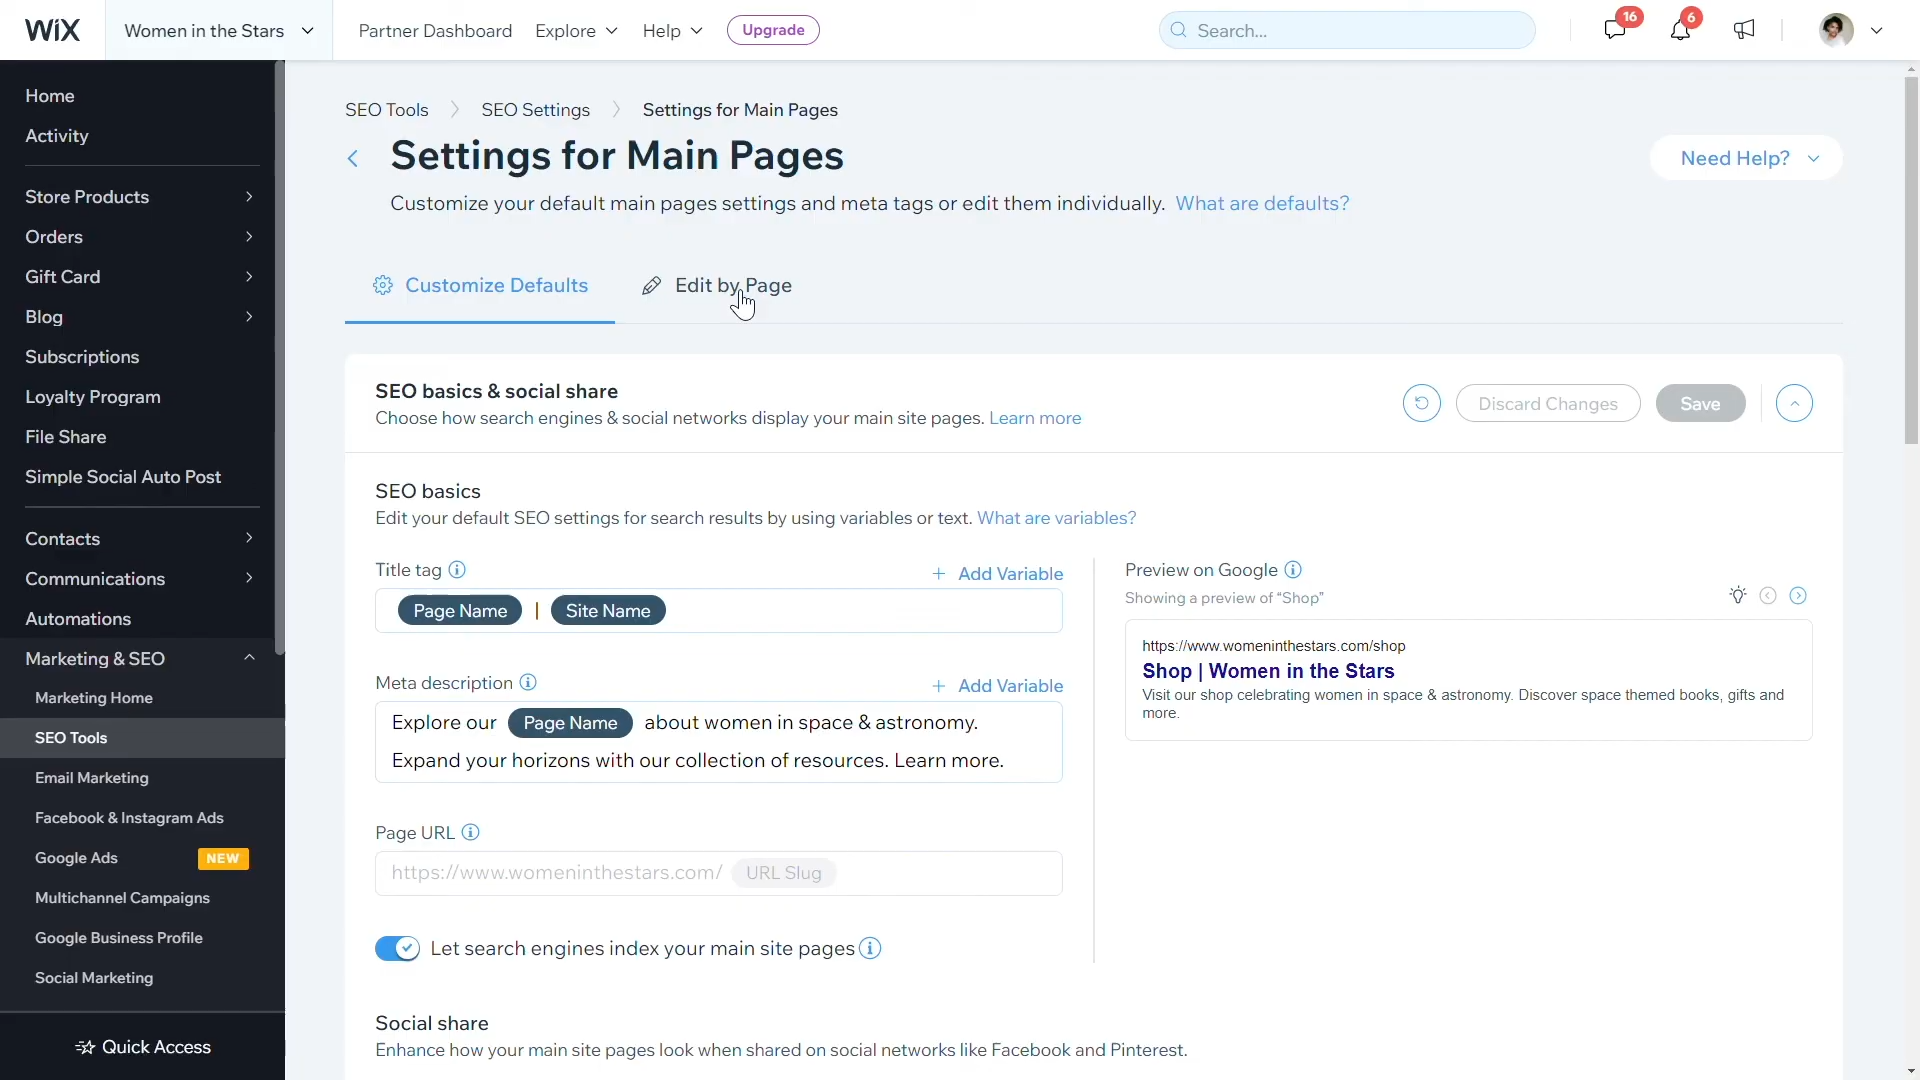 WiX
Women in the Stars
Partner Dashboard
Explore
Help
Upgrade
Search...
16
6
Home
Activity
Store Products
Orders
Gift Card
Blog
Subscriptions
Loyalty Program
File Share
Simple Social Auto Post
Contacts
Communications
Automations
Marketing & SEO
Marketing Home
SEO Tools
Email Marketing
Facebook & Instagram Ads
Google Ads NEW
Multichannel Campaigns
Google Business Profile
Social Marketing
Quick Access
SEO Tools
SEO Settings
Settings for Main Pages
Settings for Main Pages
Need Help?
Customize your default main pages settings and meta tags or edit them individually. What are defaults?
Customize Defaults
Edit by Page
SEO basics & social share
Choose how search engines & social networks display your main site pages. Learn more
Discard Changes
Save
SEO basics
Edit your default SEO settings for search results by using variables or text. What are variables?
Title tag
+ Add Variable
Page Name | Site Name
Meta description
+ Add Variable
Explore our Page Name about women in space & astronomy.
Expand your horizons with our collection of resources. Learn more.
Page URL
https://www.womeninthestars.com/ URL Slug
Let search engines index your main site pages
Preview on Google
Showing a preview of “Shop”
https://www.womeninthestars.com/shop
Shop | Women in the Stars
Visit our shop celebrating women in space & astronomy. Discover space themed books, gifts and
more.
Social share
Enhance how your main site pages look when shared on social networks like Facebook and Pinterest.